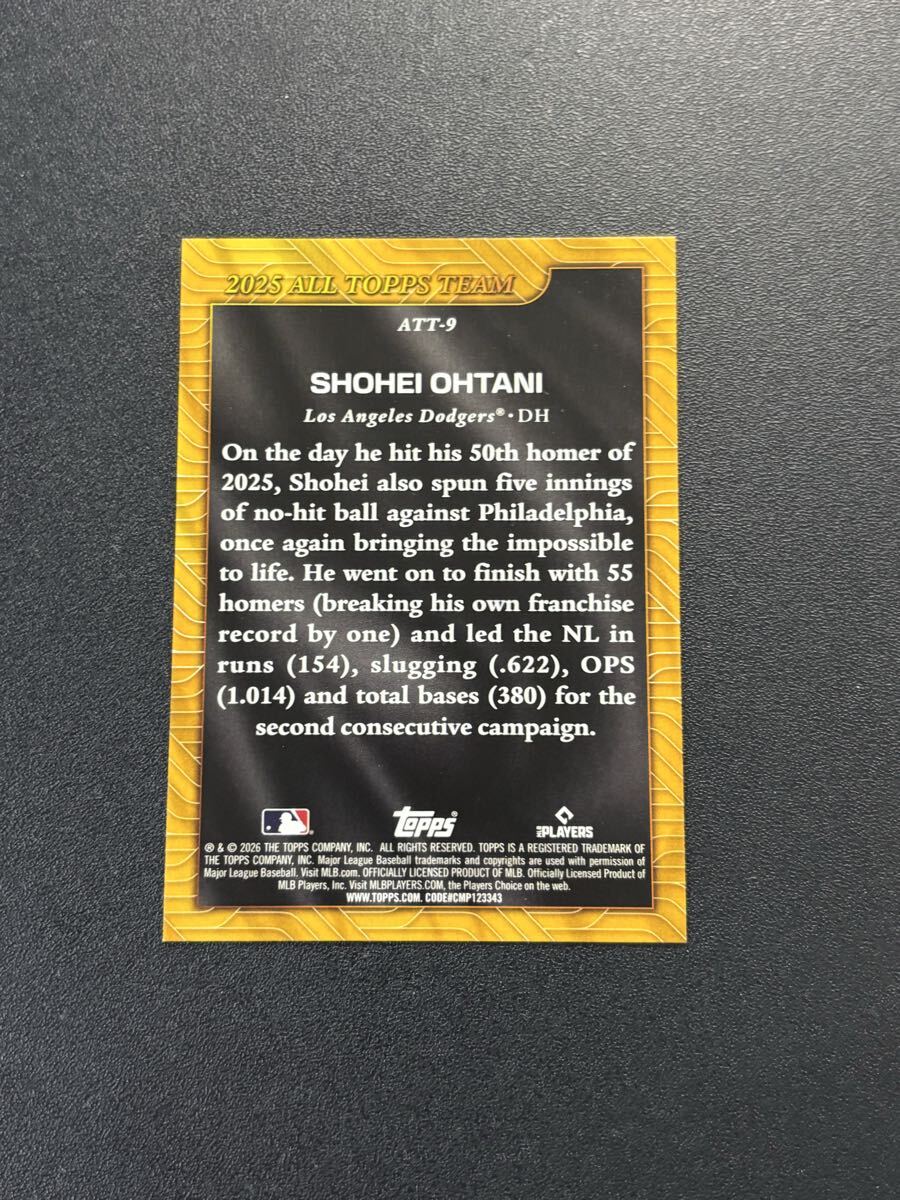 2025 ALL TOPPS TEAM
ATT-9
SHOHEI OHTANI
Los Angeles Dodgers® • DH
On the day he hit his 50th homer of
2025, Shohei also spun five innings
of no-hit ball against Philadelphia,
once again bringing the impossible
to life. He went on to finish with 55
homers (breaking his own franchise
record by one) and led the NL in
runs (154), slugging (.622), OPS
(1.014) and total bases (380) for the
second consecutive campaign.
Topps®
MLB PLAYERS
® & © 2026 THE TOPPS COMPANY, INC. ALL RIGHTS RESERVED. TOPPS IS A REGISTERED TRADEMARK OF
THE TOPPS COMPANY, INC. Major League Baseball trademarks and copyrights are used with permission of
Major League Baseball. Visit MLB.com. OFFICIALLY LICENSED PRODUCT OF MLB. Officially Licensed Product of
MLB Players, Inc. Visit MLBPLAYERS.COM, the Players Choice on the web.
WWW.TOPPS.COM. CODE#CMP123343